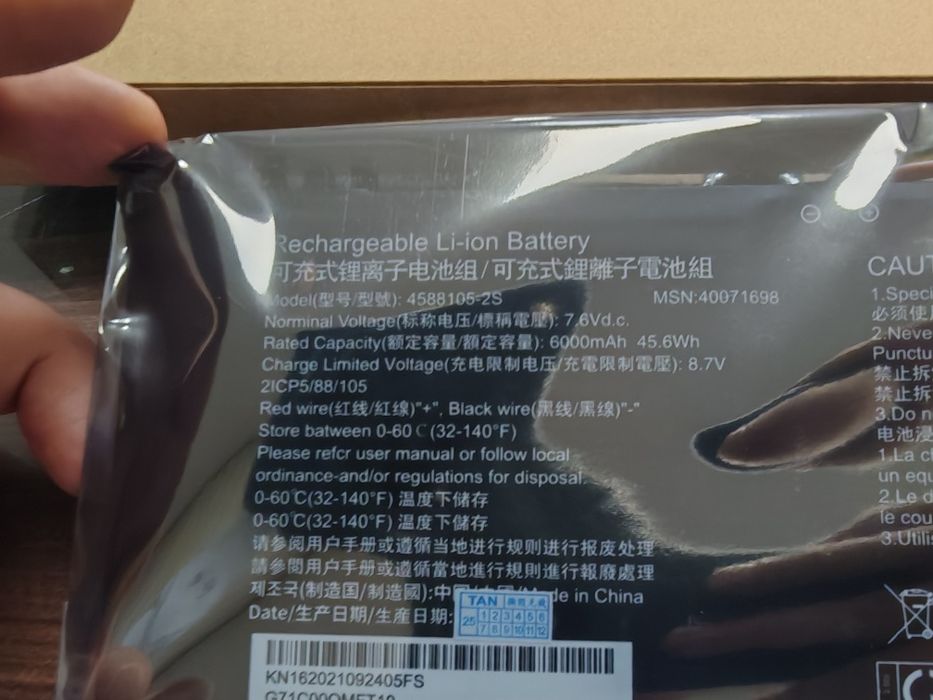 Rechargeable Li-ion Battery
可充式锂离子电池组/可充式鋰離子電池組
Model(型号/型號): 4588105-2S
MSN:40071698
Norminal Voltage(标称电压/標稱電壓): 7.6Vd.c.
Rated Capacity(额定容量/額定容量): 6000mAh 45.6Wh
Charge Limited Voltage(充电限制电压/充電限制電壓): 8.7V
2ICP5/88/105
Red wire(红线/紅線)"+", Black wire(黑线/黑線)"-"
Store batween 0-60℃(32-140°F)
Please refcr user manual or follow local
ordinance-and/or regulations for disposal.
0-60℃(32-140°F) 温度下储存
0-60℃(32-140°F) 溫度下儲存
请参阅用户手册或遵循当地进行规则进行报废处理
請參閱用戶手冊或遵循當地進行規則進行報廢處理
제조국(制造国/制造國):中 in China
Date/生产日期/生産日期:
TAN
25 1 2 3 4 5 6
7 8 9 10 11 12
KN162021092405FS
CAUT
1.Speci
必须使用
2.Neve
Punctu
禁止拆
禁止拆
3.Do n
电池浸
1.La c
un equ
2.Le d
le cou
3.Utilis